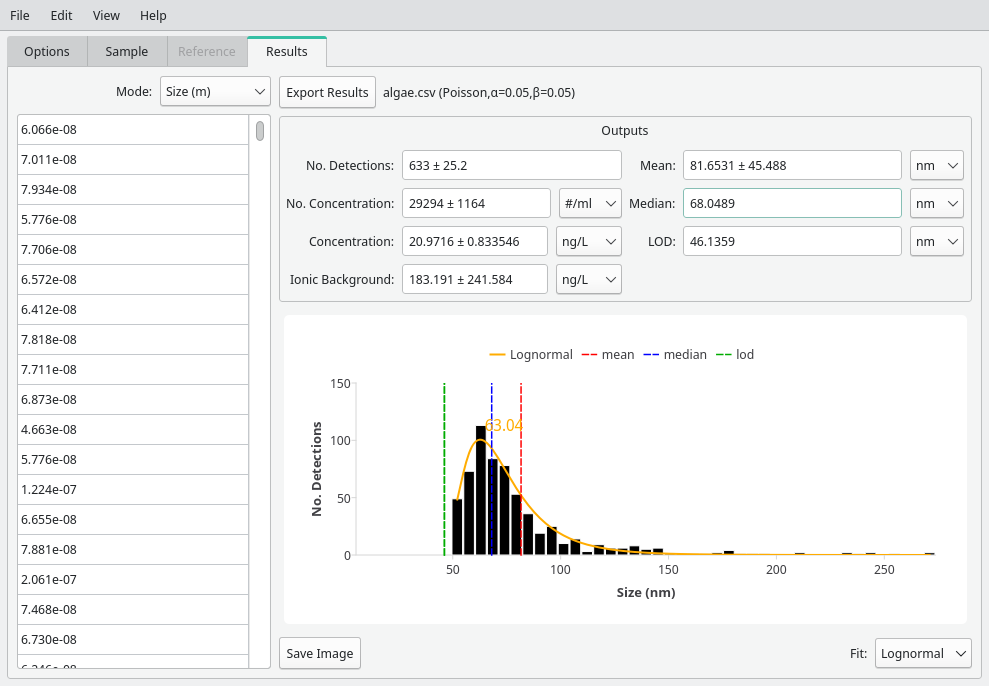 File Edit View Help
Options Sample Reference Results
Mode: Size (m) Export Results algae.csv (Poisson,α=0.05,β=0.05)
6.066e-08
7.011e-08
7.934e-08
5.776e-08
7.706e-08
6.572e-08
6.412e-08
7.818e-08
7.711e-08
6.873e-08
4.663e-08
5.776e-08
1.224e-07
6.655e-08
7.881e-08
2.061e-07
7.468e-08
6.730e-08
Outputs
No. Detections: 633 ± 25.2 Mean: 81.6531 ± 45.488 nm
No. Concentration: 29294 ± 1164 #/ml Median: 68.0489 nm
Concentration: 20.9716 ± 0.833546 ng/L LOD: 46.1359 nm
Ionic Background: 183.191 ± 241.584 ng/L
Lognormal mean median lod
63.04
150
100
50
0
No. Detections
50 100 150 200 250
Size (nm)
Save Image Fit: Lognormal